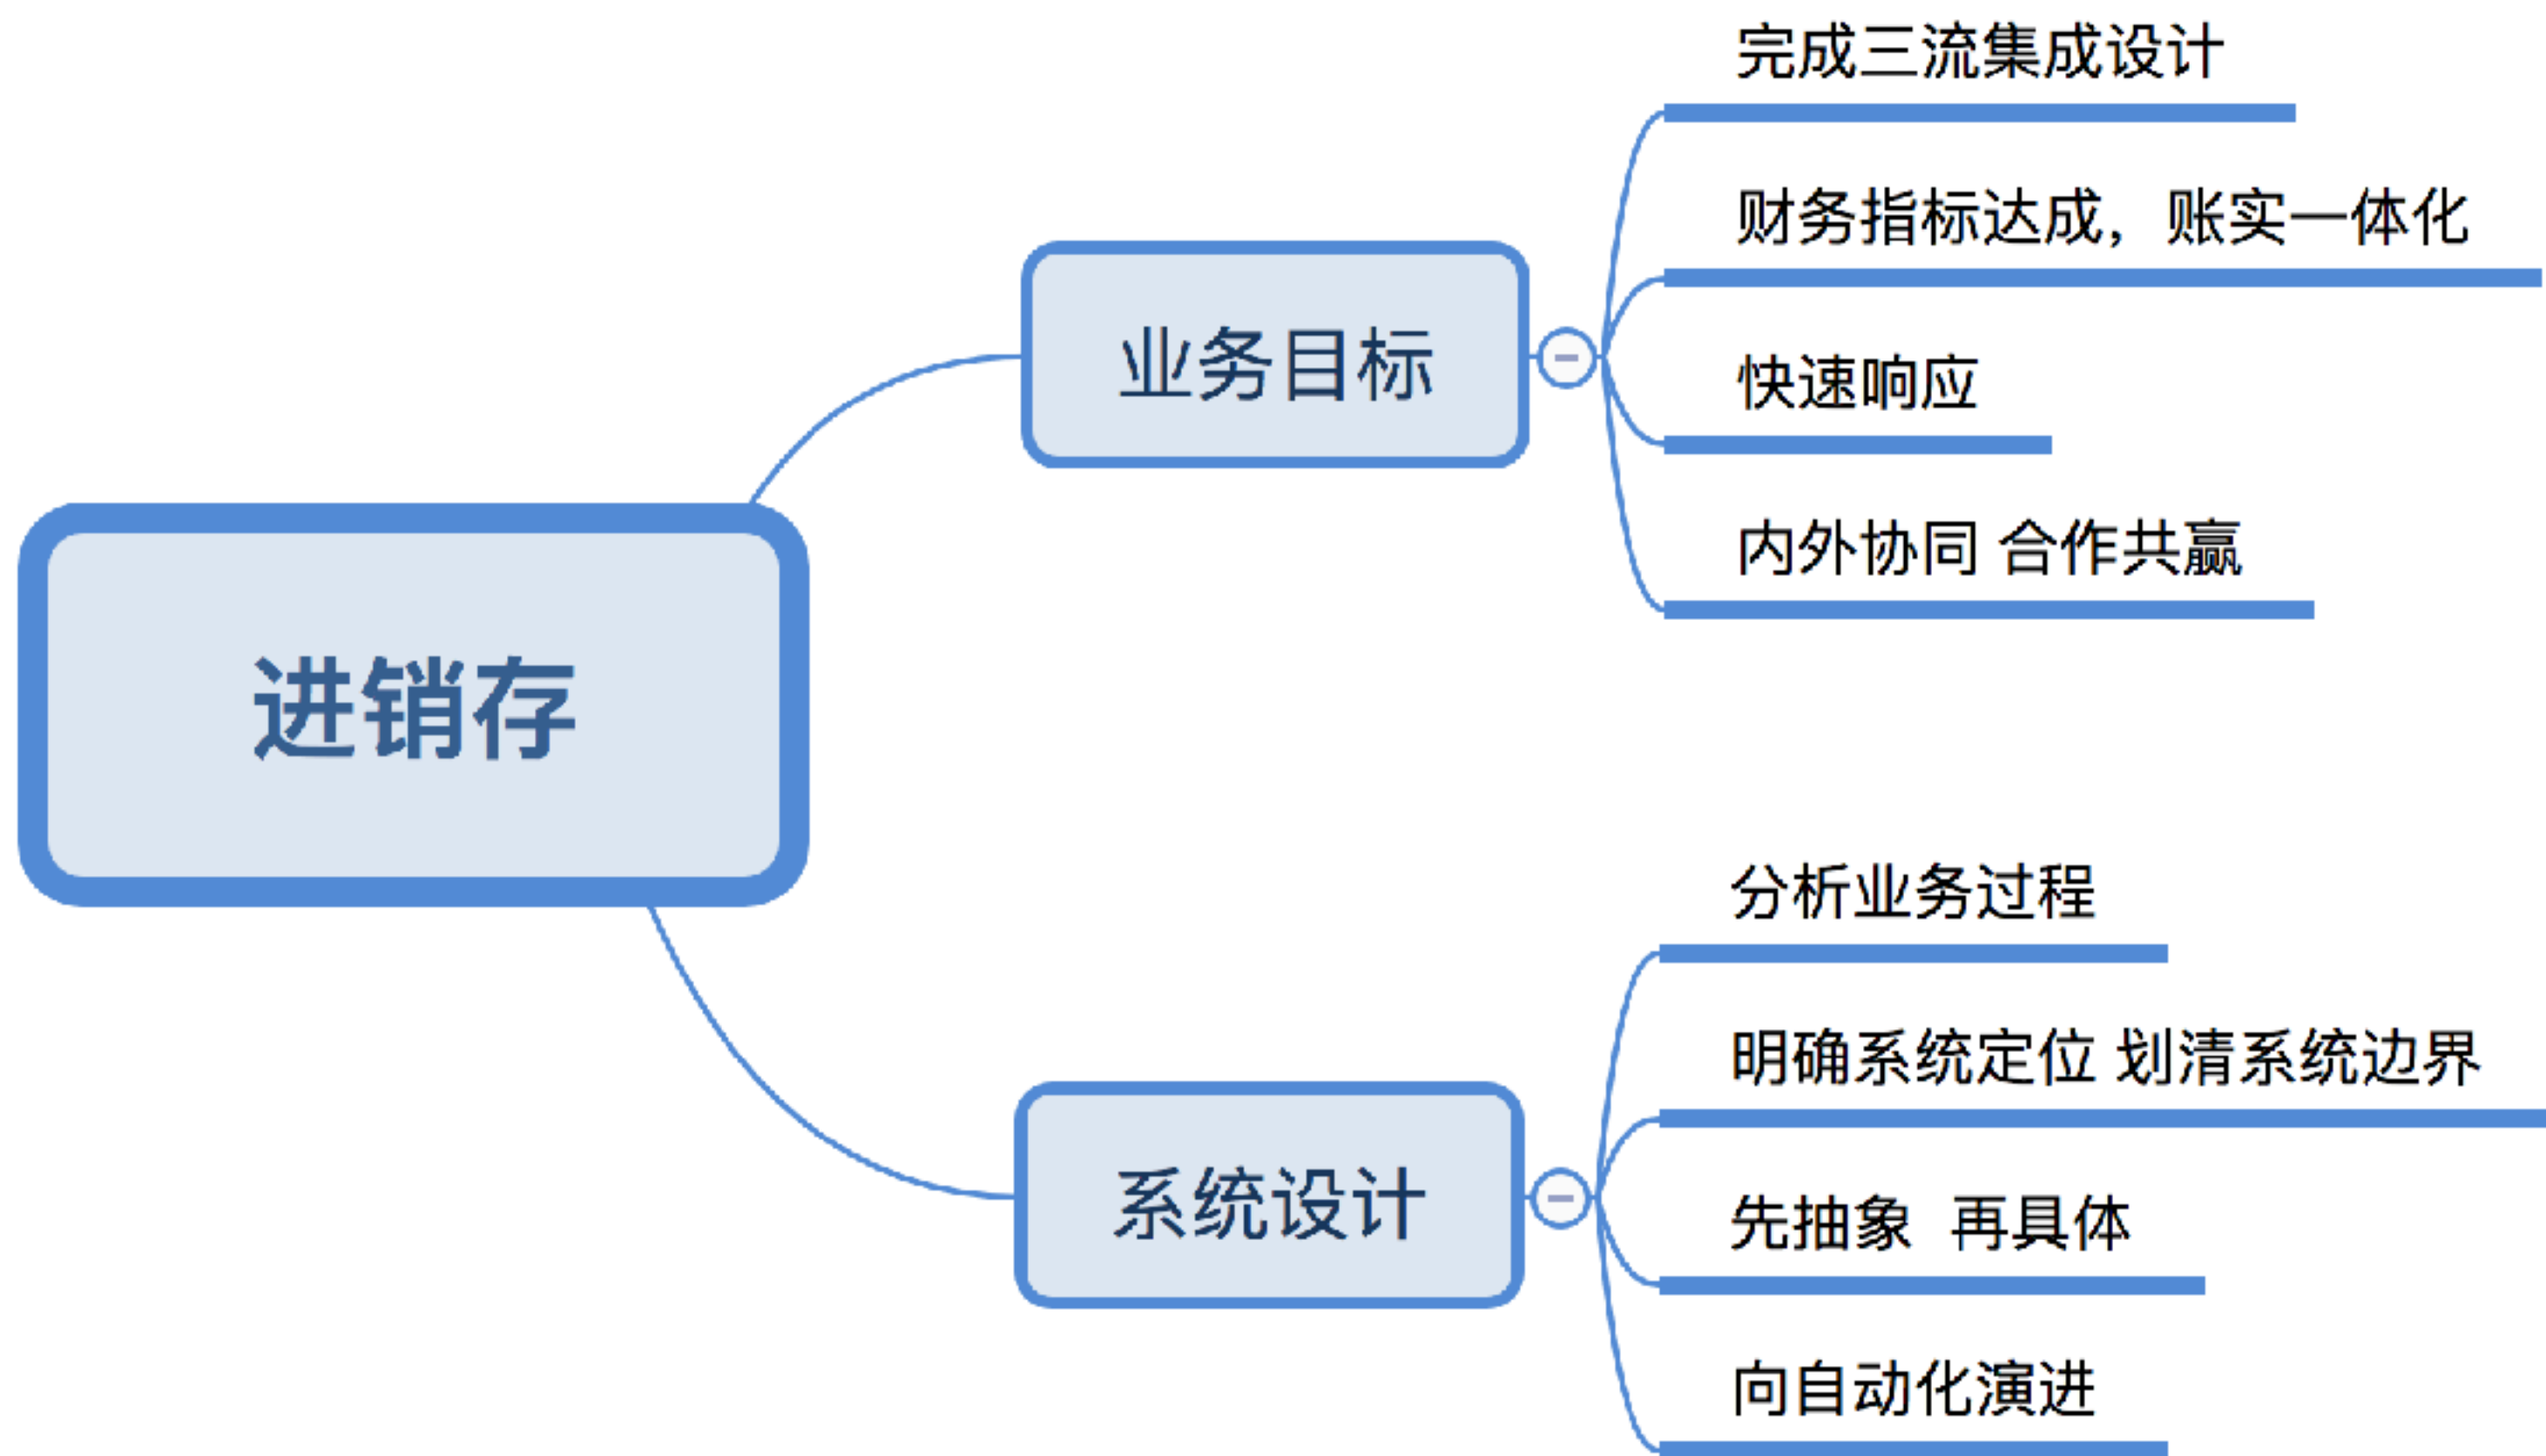 完成三流集成设计
财务指标达成，账实一体化
业务目标
快速响应
内外协同 合作共赢
进销存
分析业务过程
明确系统定位 划清系统边界
系统设计
先抽象 再具体
向自动化演进